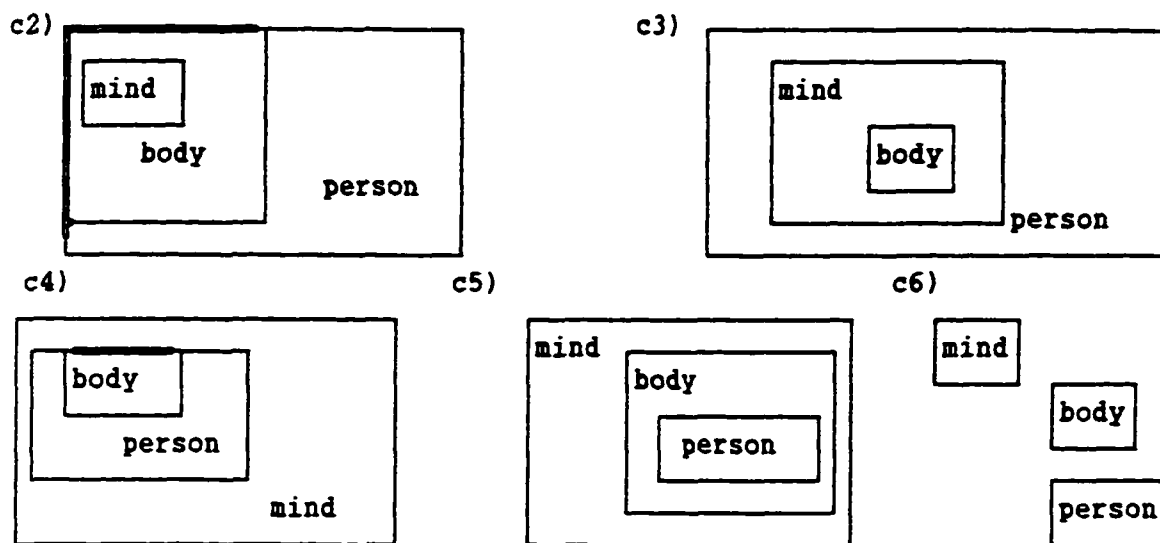 c2)
mind
body
person
c3)
mind
body
person
c4)
body
person
mind
c5)
mind
body
person
c6)
mind
body
person